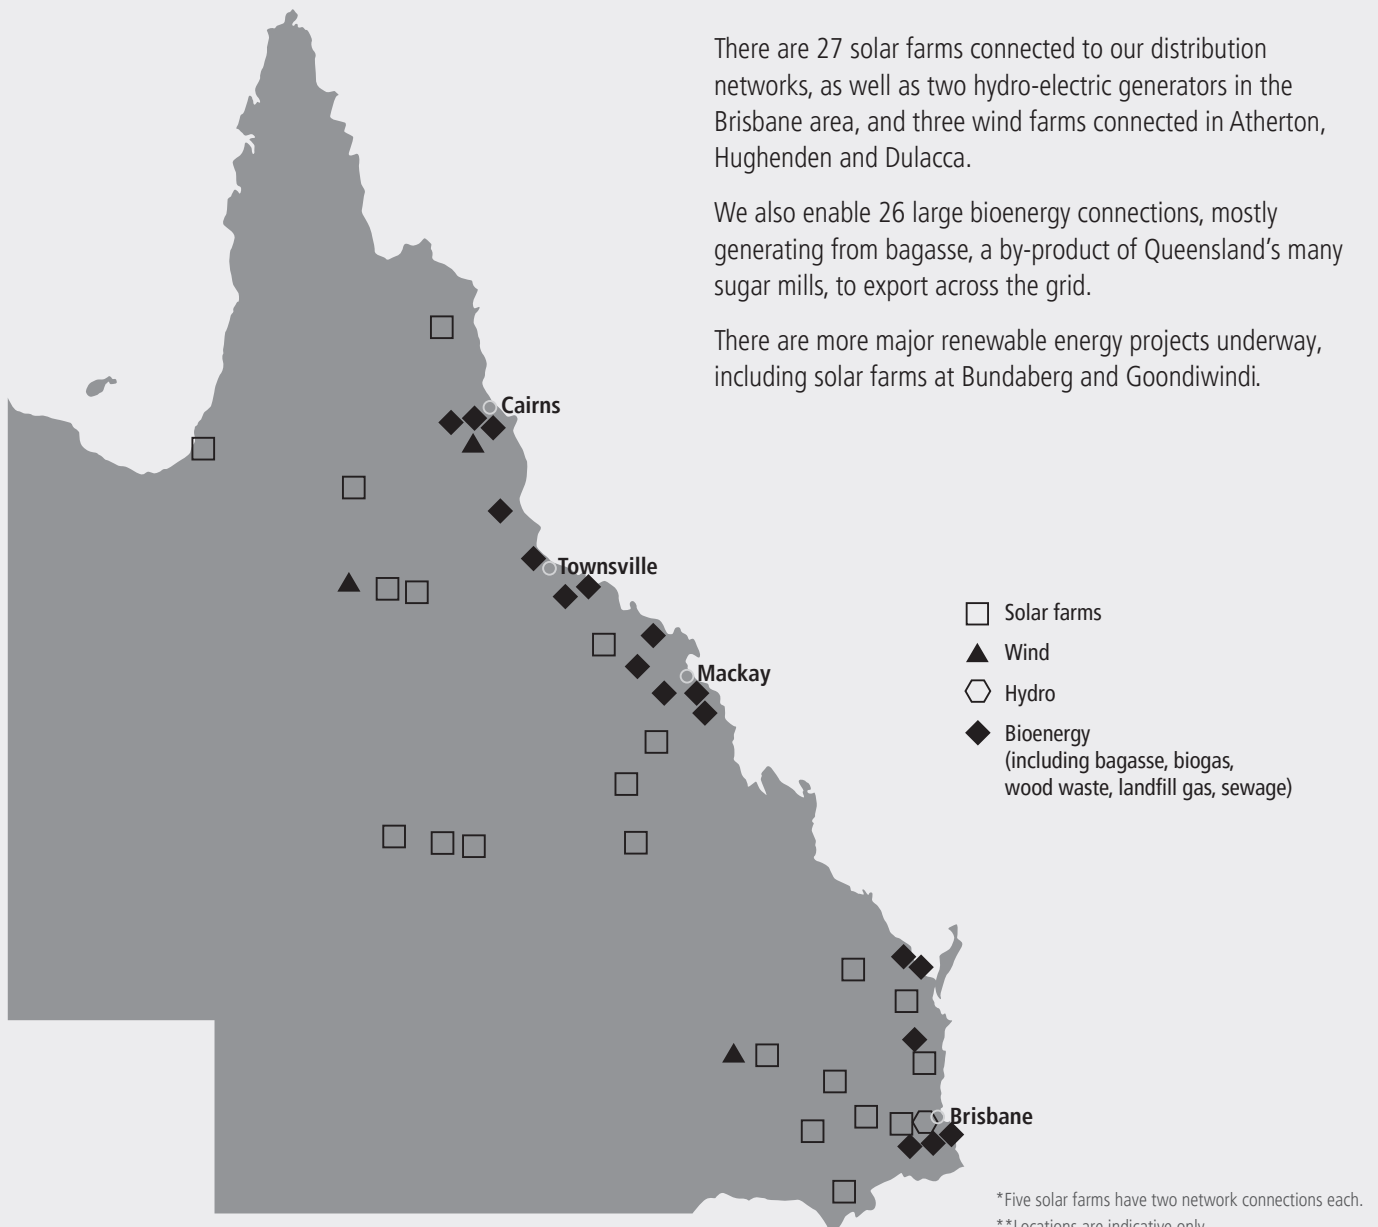 There are 27 solar farms connected to our distribution
networks, as well as two hydro-electric generators in the
Brisbane area, and three wind farms connected in Atherton,
Hughenden and Dulacca.
We also enable 26 large bioenergy connections, mostly
generating from bagasse, a by-product of Queensland's many
sugar mills, to export across the grid.
There are more major renewable energy projects underway,
including solar farms at Bundaberg and Goondiwindi.
Cairns
Townsville
Mackay
Solar farms
Wind
Hydro
Bioenergy
(including bagasse, biogas,
wood waste, landfill gas, sewage)
Brisbane
*Five solar farms have two network connections each.
**Locations are indicative only